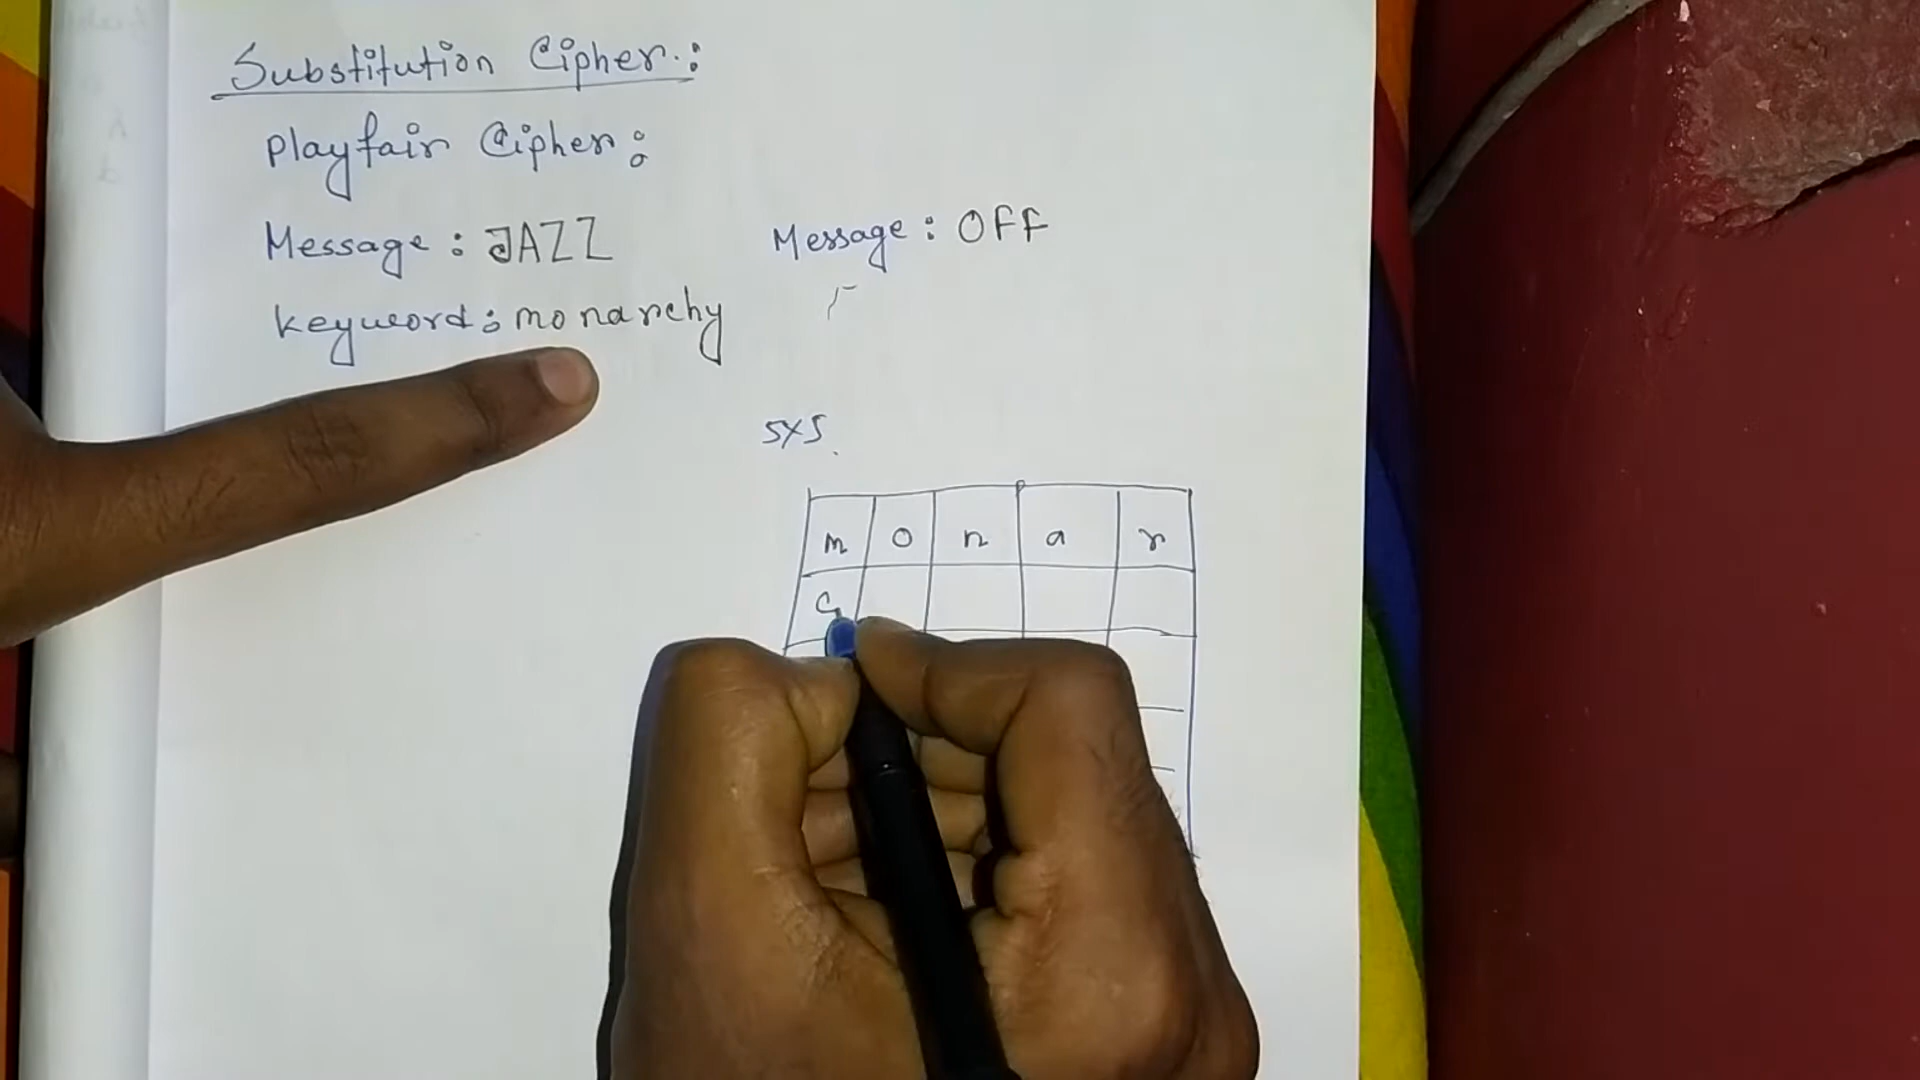 Substitution Cipher:
Playfair Cipher:
Message: JAZZ
Message: OFF
keyword: monarchy
5x5
m o n a r
c